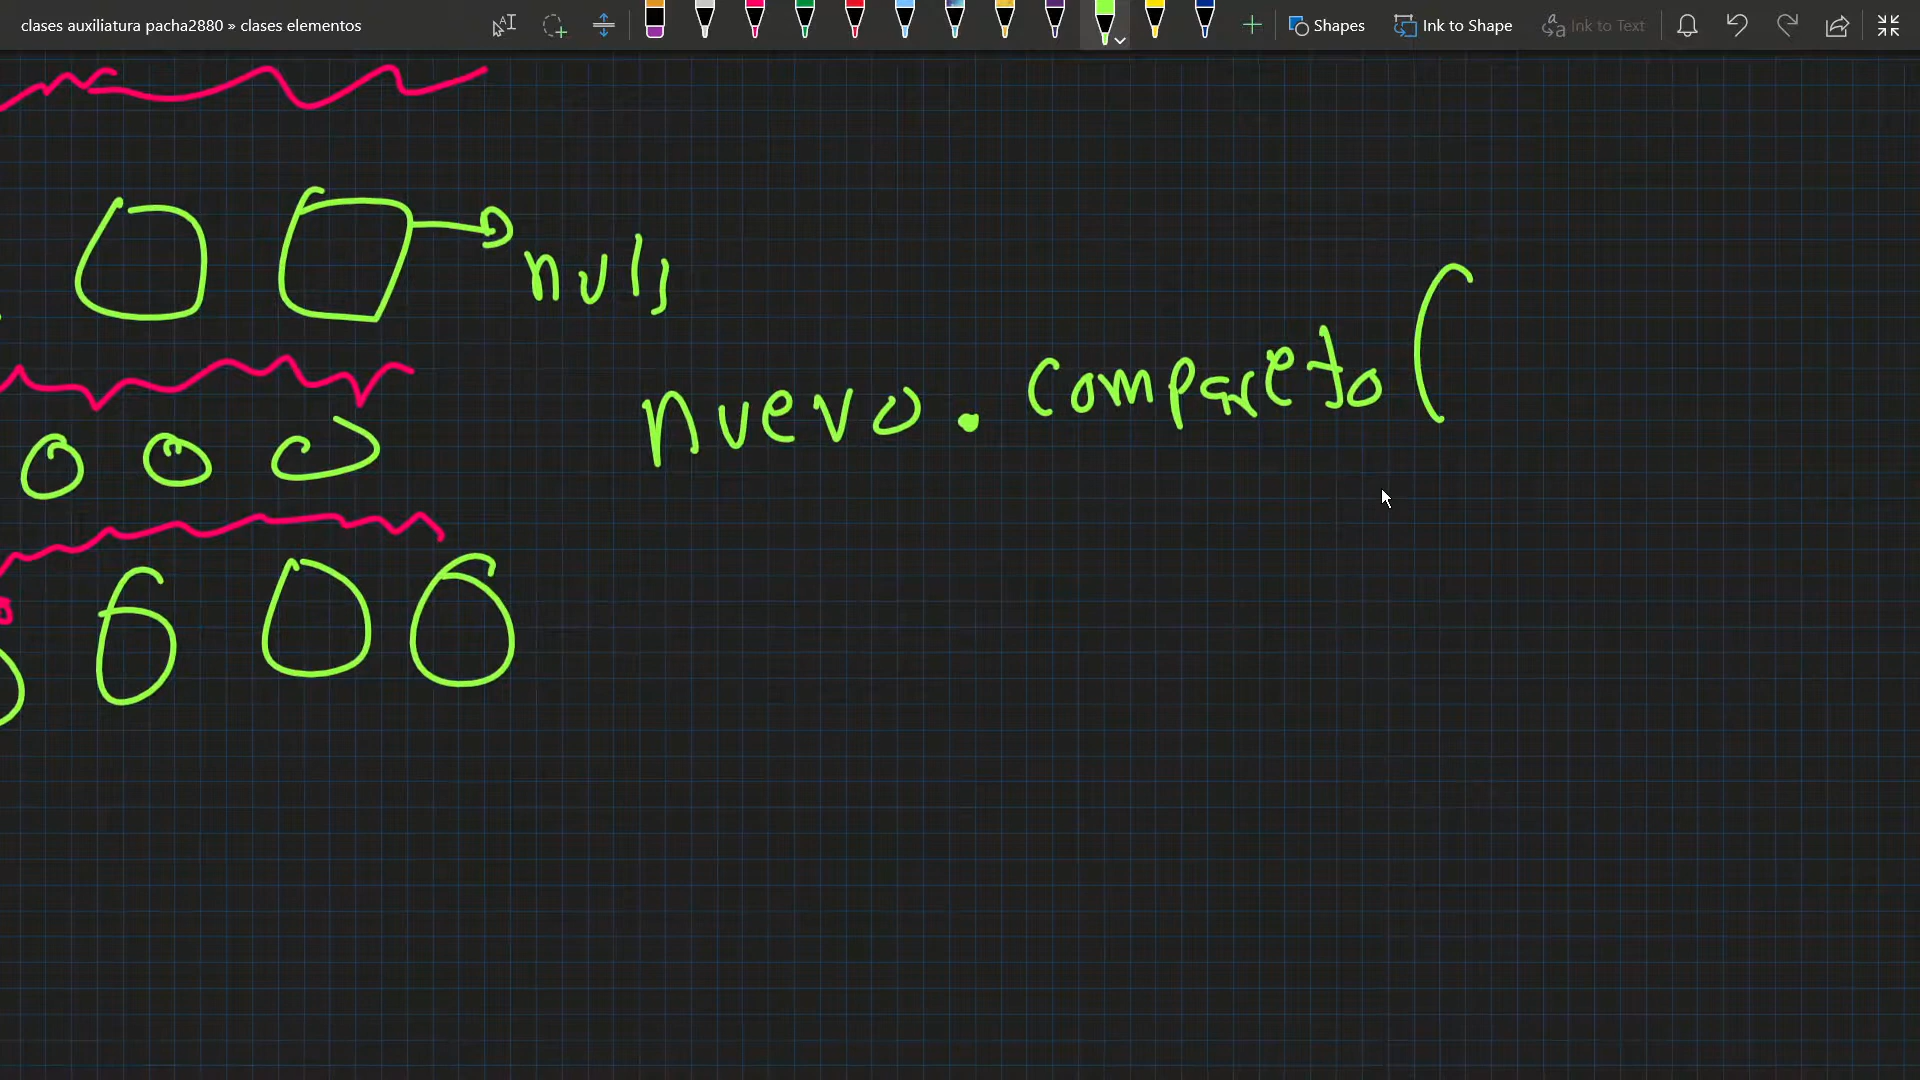 clases auxiliatura pacha2880 » clases elementos
Shapes
Ink to Shape
Ink to Text
null
nuevo . compareto (